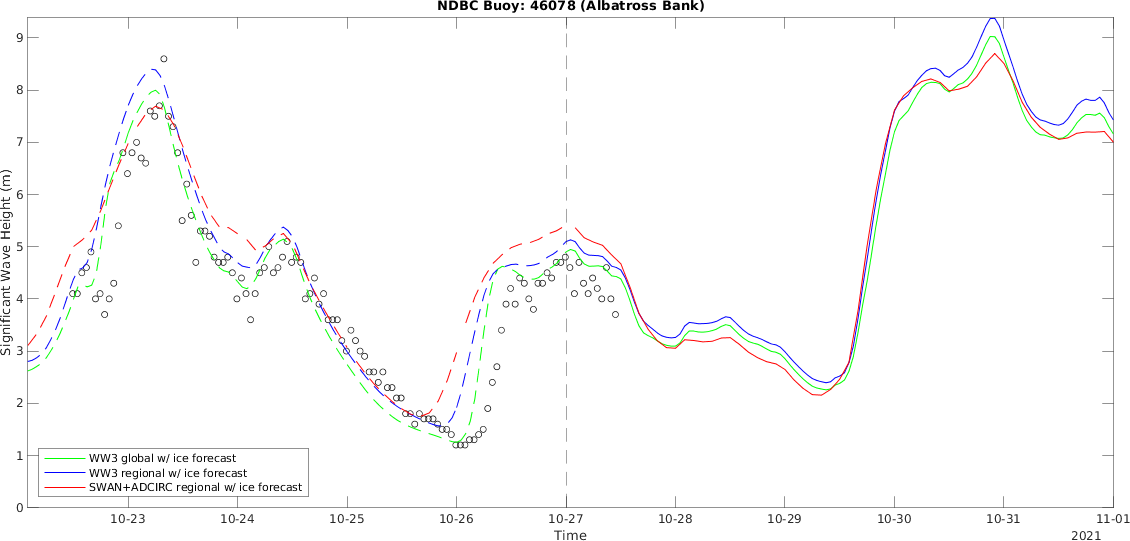 NDBC Buoy: 46078 (Albatross Bank)
Significant Wave Height (m)
9
8
7
6
5
4
3
2
1
0
WW3 global w/ ice forecast
WW3 regional w/ ice forecast
SWAN+ADCIRC regional w/ ice forecast
10-23 10-24 10-25 10-26 10-27 10-28 10-29 10-30 10-31 11-01
Time
2021